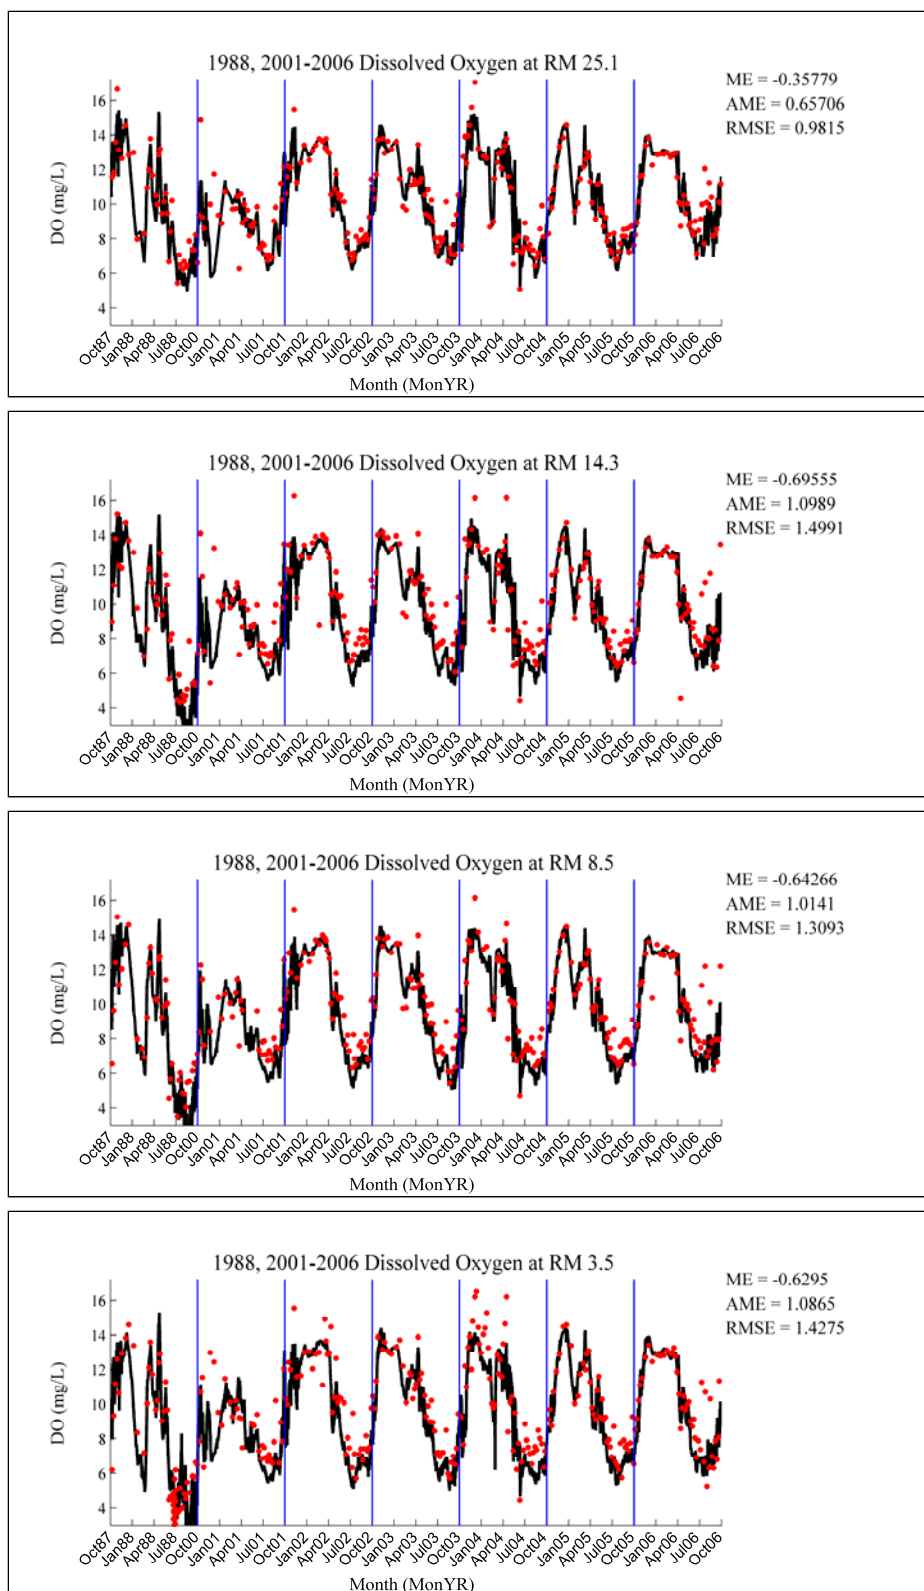 1988, 2001-2006 Dissolved Oxygen at RM 25.1
ME = -0.35779
AME = 0.65706
RMSE = 0.9815
16
14
12
10
8
6
4
DO (mg/L)
Oct87 Jan88 Apr88 Jul88 Oct00 Jan01 Apr01 Jul01 Oct01 Jan02 Apr02 Jul02 Oct02 Jan03 Apr03 Jul03 Oct03 Jan04 Apr04 Jul04 Oct04 Jan05 Apr05 Jul05 Oct05 Jan06 Apr06 Jul06 Oct06
Month (MonYR)
1988, 2001-2006 Dissolved Oxygen at RM 14.3
ME = -0.69555
AME = 1.0989
RMSE = 1.4991
16
14
12
10
8
6
4
DO (mg/L)
Oct87 Jan88 Apr88 Jul88 Oct00 Jan01 Apr01 Jul01 Oct01 Jan02 Apr02 Jul02 Oct02 Jan03 Apr03 Jul03 Oct03 Jan04 Apr04 Jul04 Oct04 Jan05 Apr05 Jul05 Oct05 Jan06 Apr06 Jul06 Oct06
Month (MonYR)
1988, 2001-2006 Dissolved Oxygen at RM 8.5
ME = -0.64266
AME = 1.0141
RMSE = 1.3093
16
14
12
10
8
6
4
DO (mg/L)
Oct87 Jan88 Apr88 Jul88 Oct00 Jan01 Apr01 Jul01 Oct01 Jan02 Apr02 Jul02 Oct02 Jan03 Apr03 Jul03 Oct03 Jan04 Apr04 Jul04 Oct04 Jan05 Apr05 Jul05 Oct05 Jan06 Apr06 Jul06 Oct06
Month (MonYR)
1988, 2001-2006 Dissolved Oxygen at RM 3.5
ME = -0.6295
AME = 1.0865
RMSE = 1.4275
16
14
12
10
8
6
4
DO (mg/L)
Oct87 Jan88 Apr88 Jul88 Oct00 Jan01 Apr01 Jul01 Oct01 Jan02 Apr02 Jul02 Oct02 Jan03 Apr03 Jul03 Oct03 Jan04 Apr04 Jul04 Oct04 Jan05 Apr05 Jul05 Oct05 Jan06 Apr06 Jul06 Oct06
Month (MonYR)